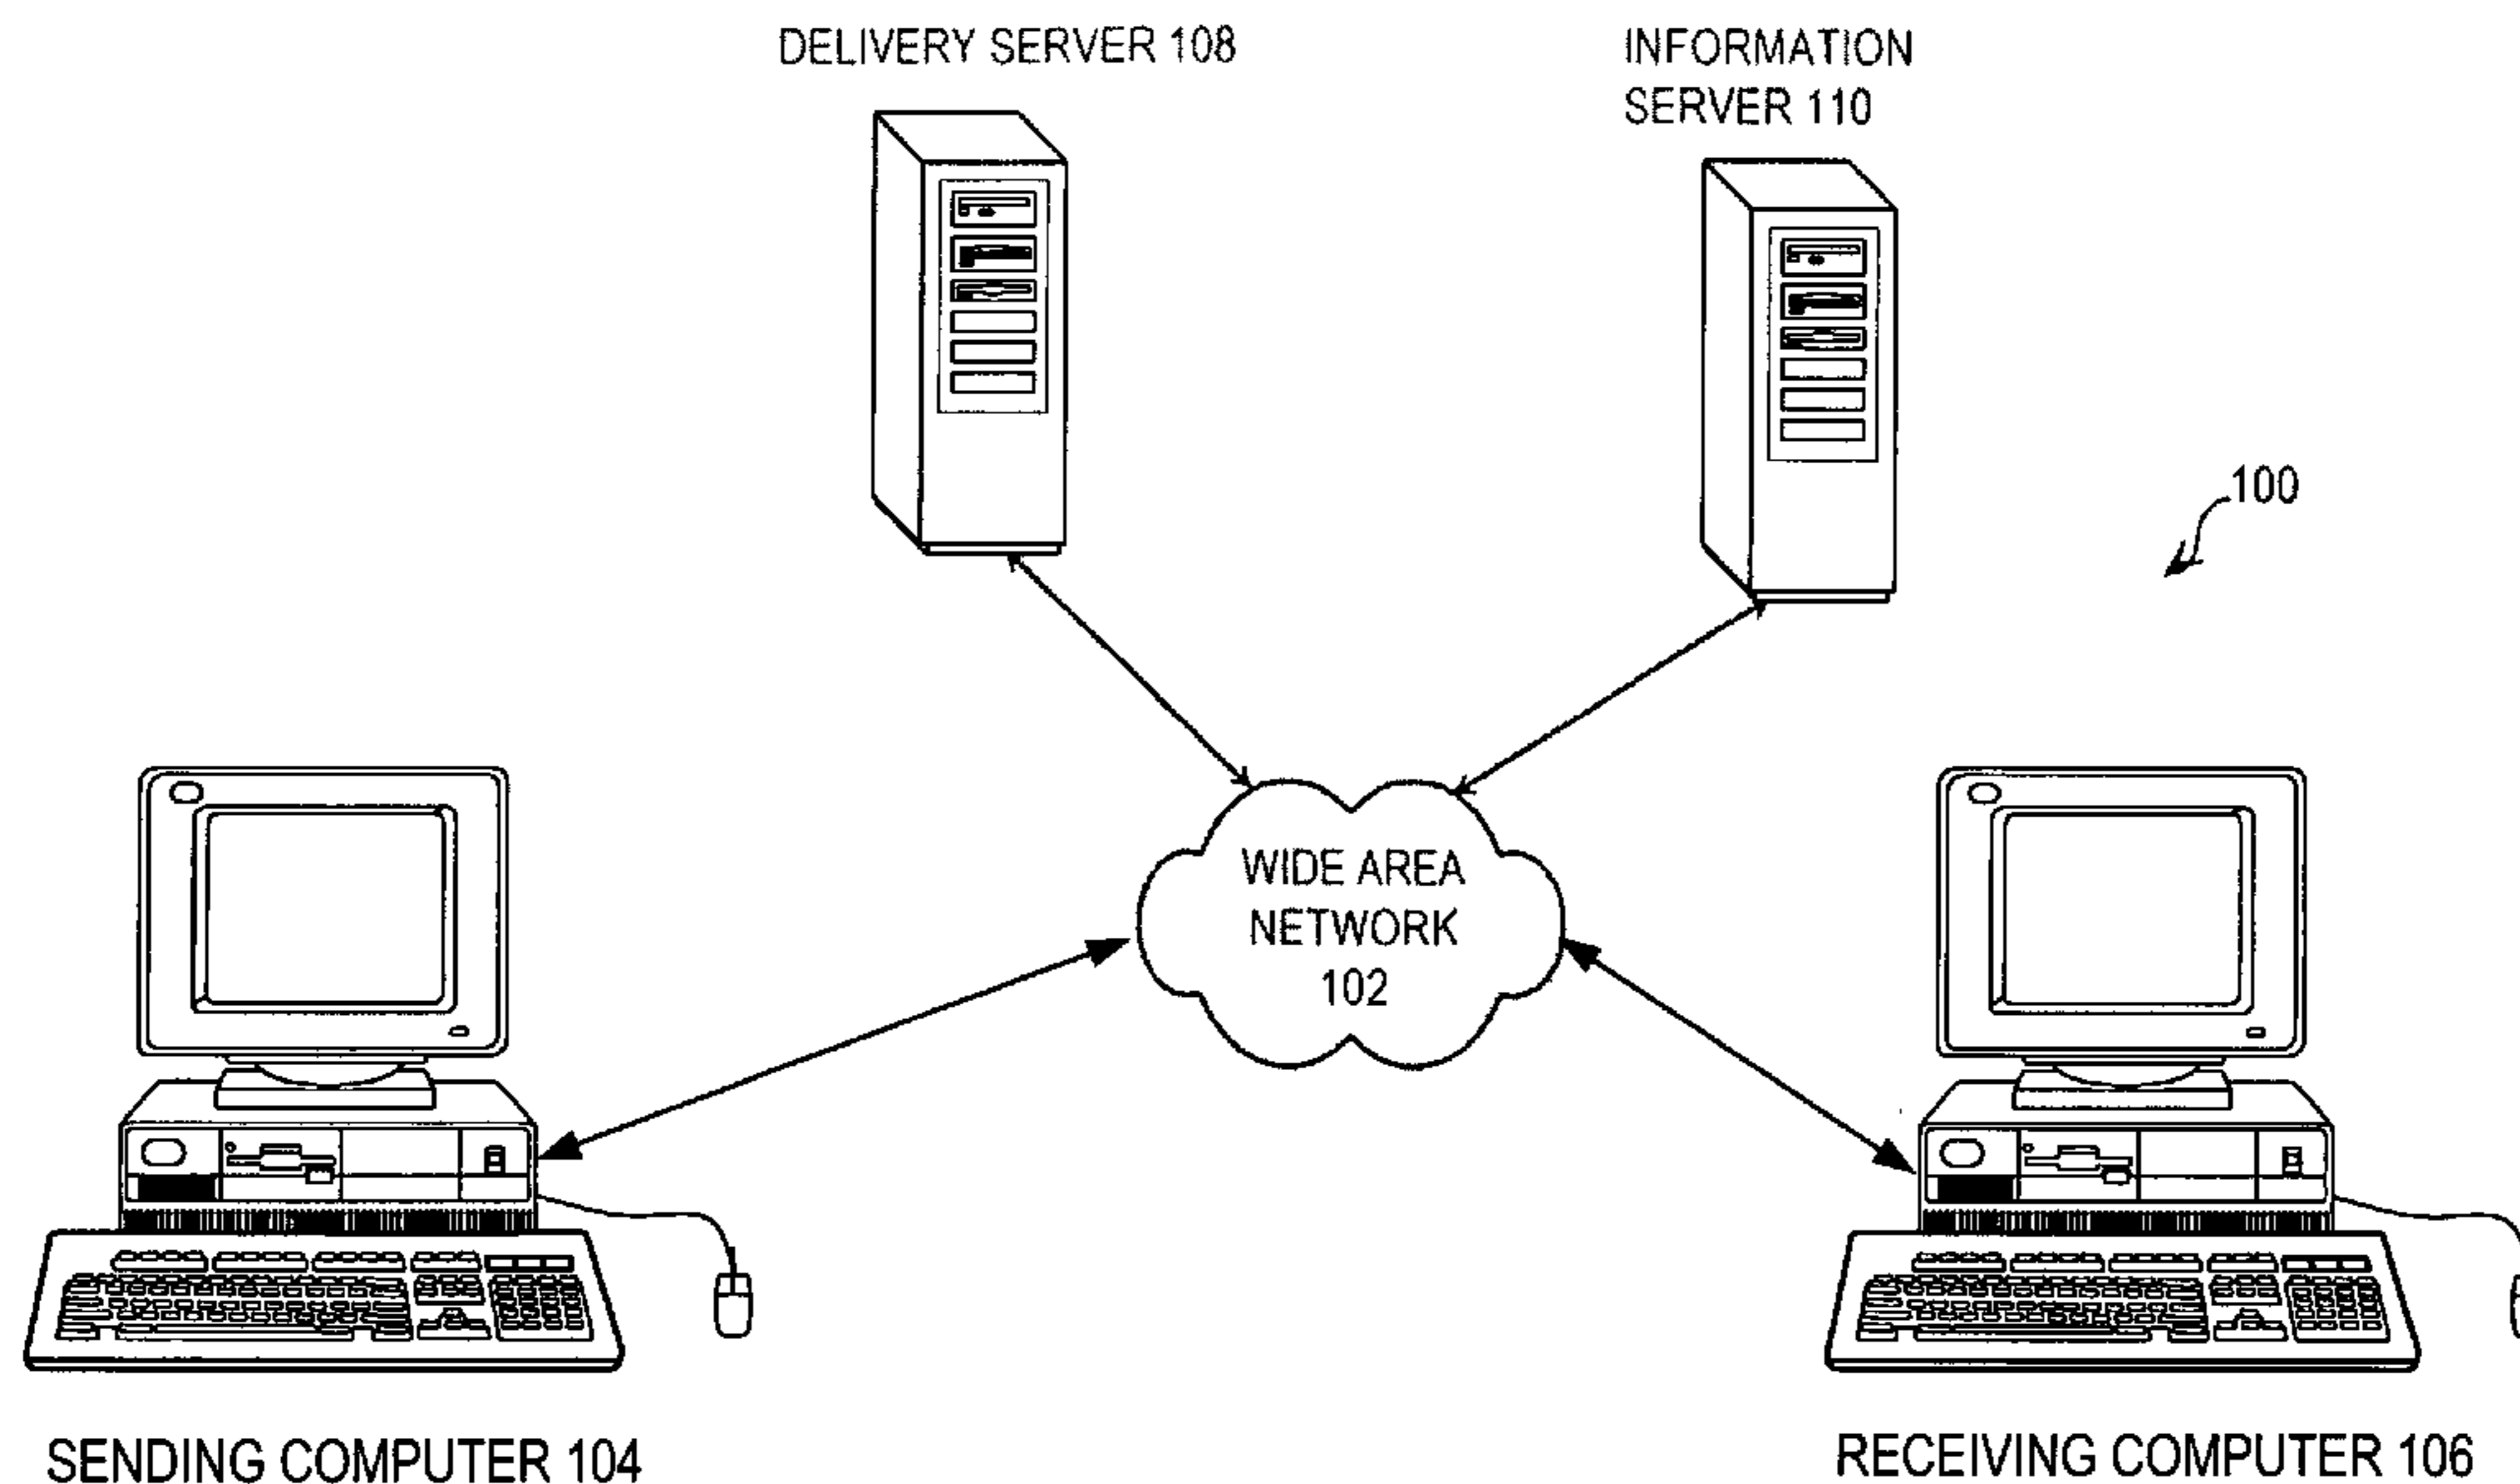 DELIVERY SERVER 108
INFORMATION
SERVER 110
100
WIDE AREA
NETWORK
102
SENDING COMPUTER 104
RECEIVING COMPUTER 106